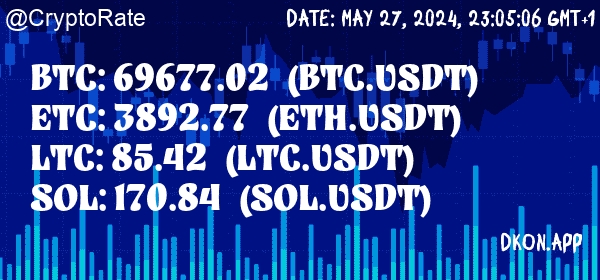 @CryptoRate
DATE: MAY 27, 2024, 23:05:06 GMT+1
BTC: 69677.02 (BTC.USDT)
ETC: 3892.77 (ETH.USDT)
LTC: 85.42 (LTC.USDT)
SOL: 170.84 (SOL.USDT)
DKON.APP